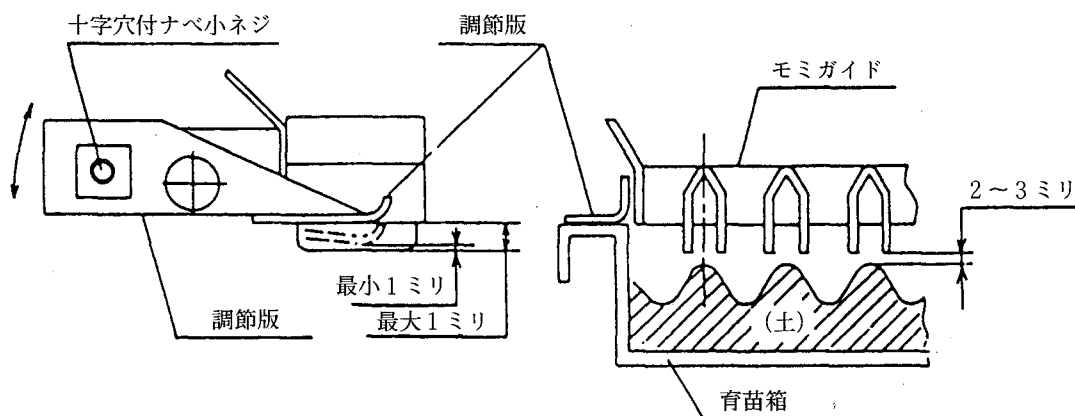 十字穴付ナベ小ネジ
調節版
モミガイド
2～3ミリ
最小1ミリ
最大1ミリ
調節版
(土)
育苗箱